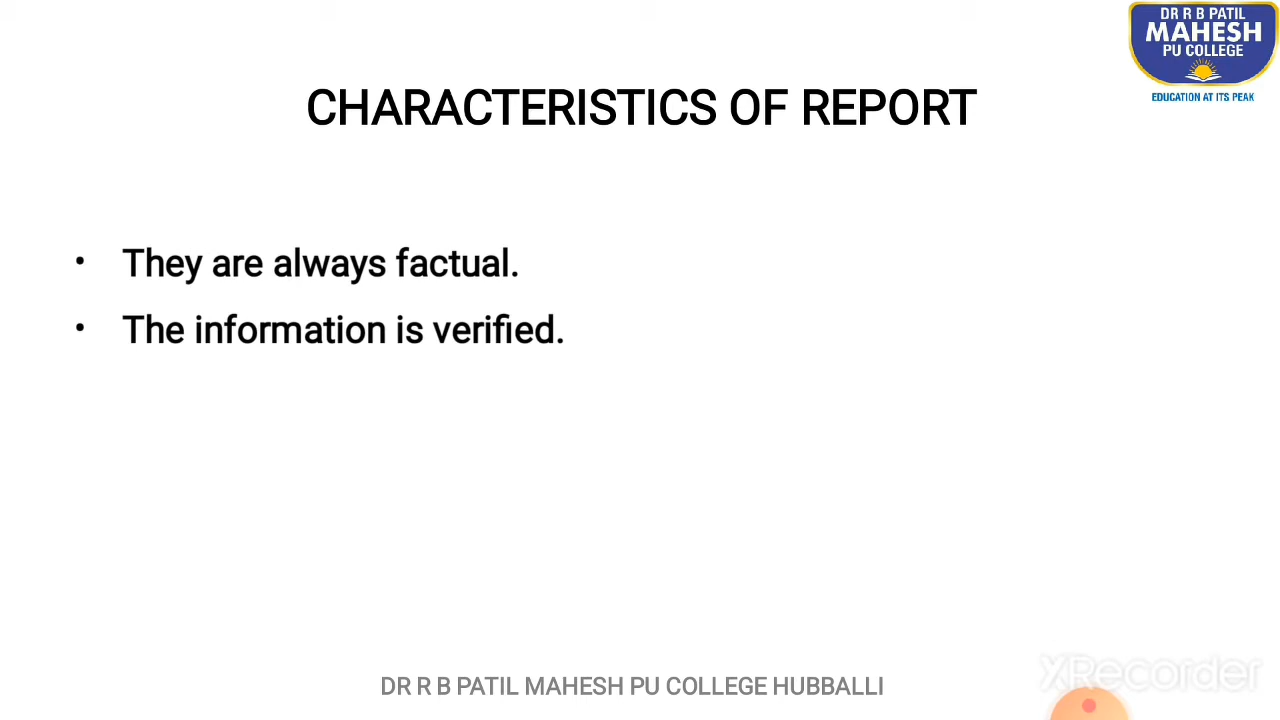 DR R B PATIL
MAHESH
PU COLLEGE
EDUCATION AT ITS PEAK
CHARACTERISTICS OF REPORT
• They are always factual.
• The information is verified.
DR R B PATIL MAHESH PU COLLEGE HUBBALLI
XRecorder